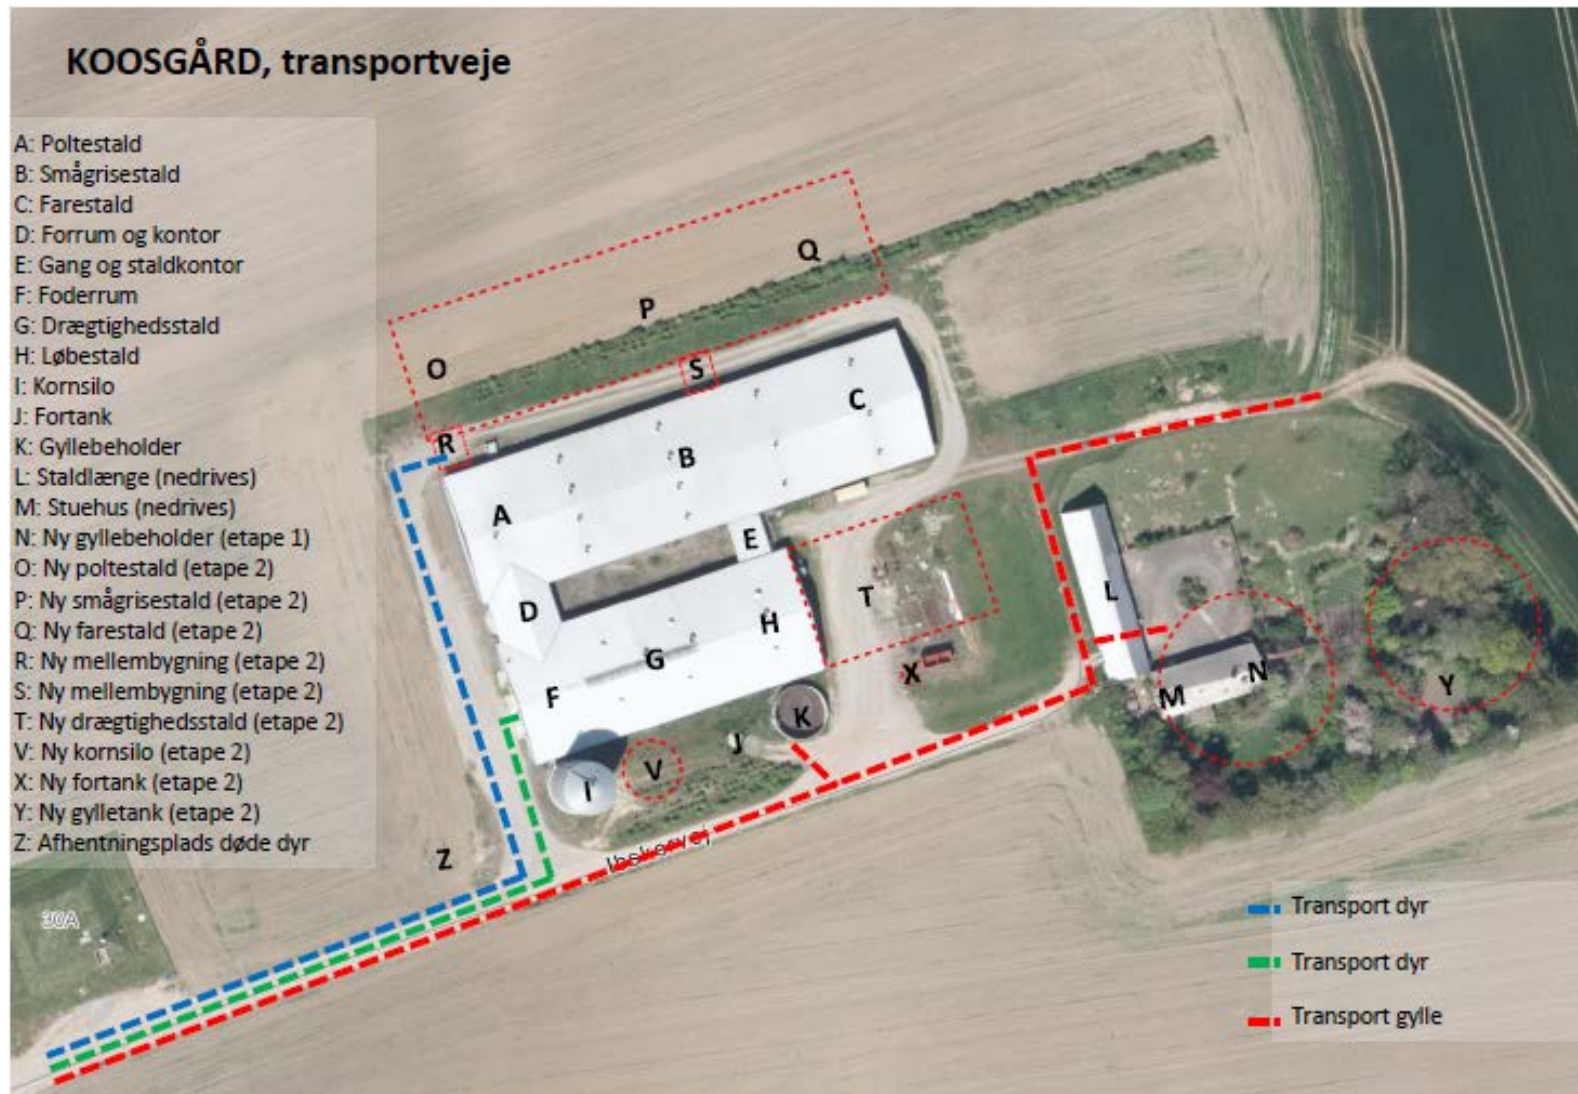 KOOSGÅRD, transportveje
A: Poltestald
B: Smågrisestald
C: Farestald
D: Forrum og kontor
E: Gang og staldkontor
F: Foderrum
G: Drægtighedsstald
H: Løbestald
I: Kornsilo
J: Fortank
K: Gyllebeholder
L: Staldlænge (nedrives)
M: Stuehus (nedrives)
N: Ny gyllebeholder (etape 1)
O: Ny poltestald (etape 2)
P: Ny smågrisestald (etape 2)
Q: Ny farestald (etape 2)
R: Ny mellembygning (etape 2)
S: Ny mellembygning (etape 2)
T: Ny drægtighedsstald (etape 2)
V: Ny kornsilo (etape 2)
X: Ny fortank (etape 2)
Y: Ny gylletank (etape 2)
Z: Afhentningsplads døde dyr
Q
P
O
S
C
R
B
A
E
T
L
D
H
G
X
N
Y
F
M
K
J
V
I
Ibskervej
Z
30A
Transport dyr
Transport dyr
Transport gylle